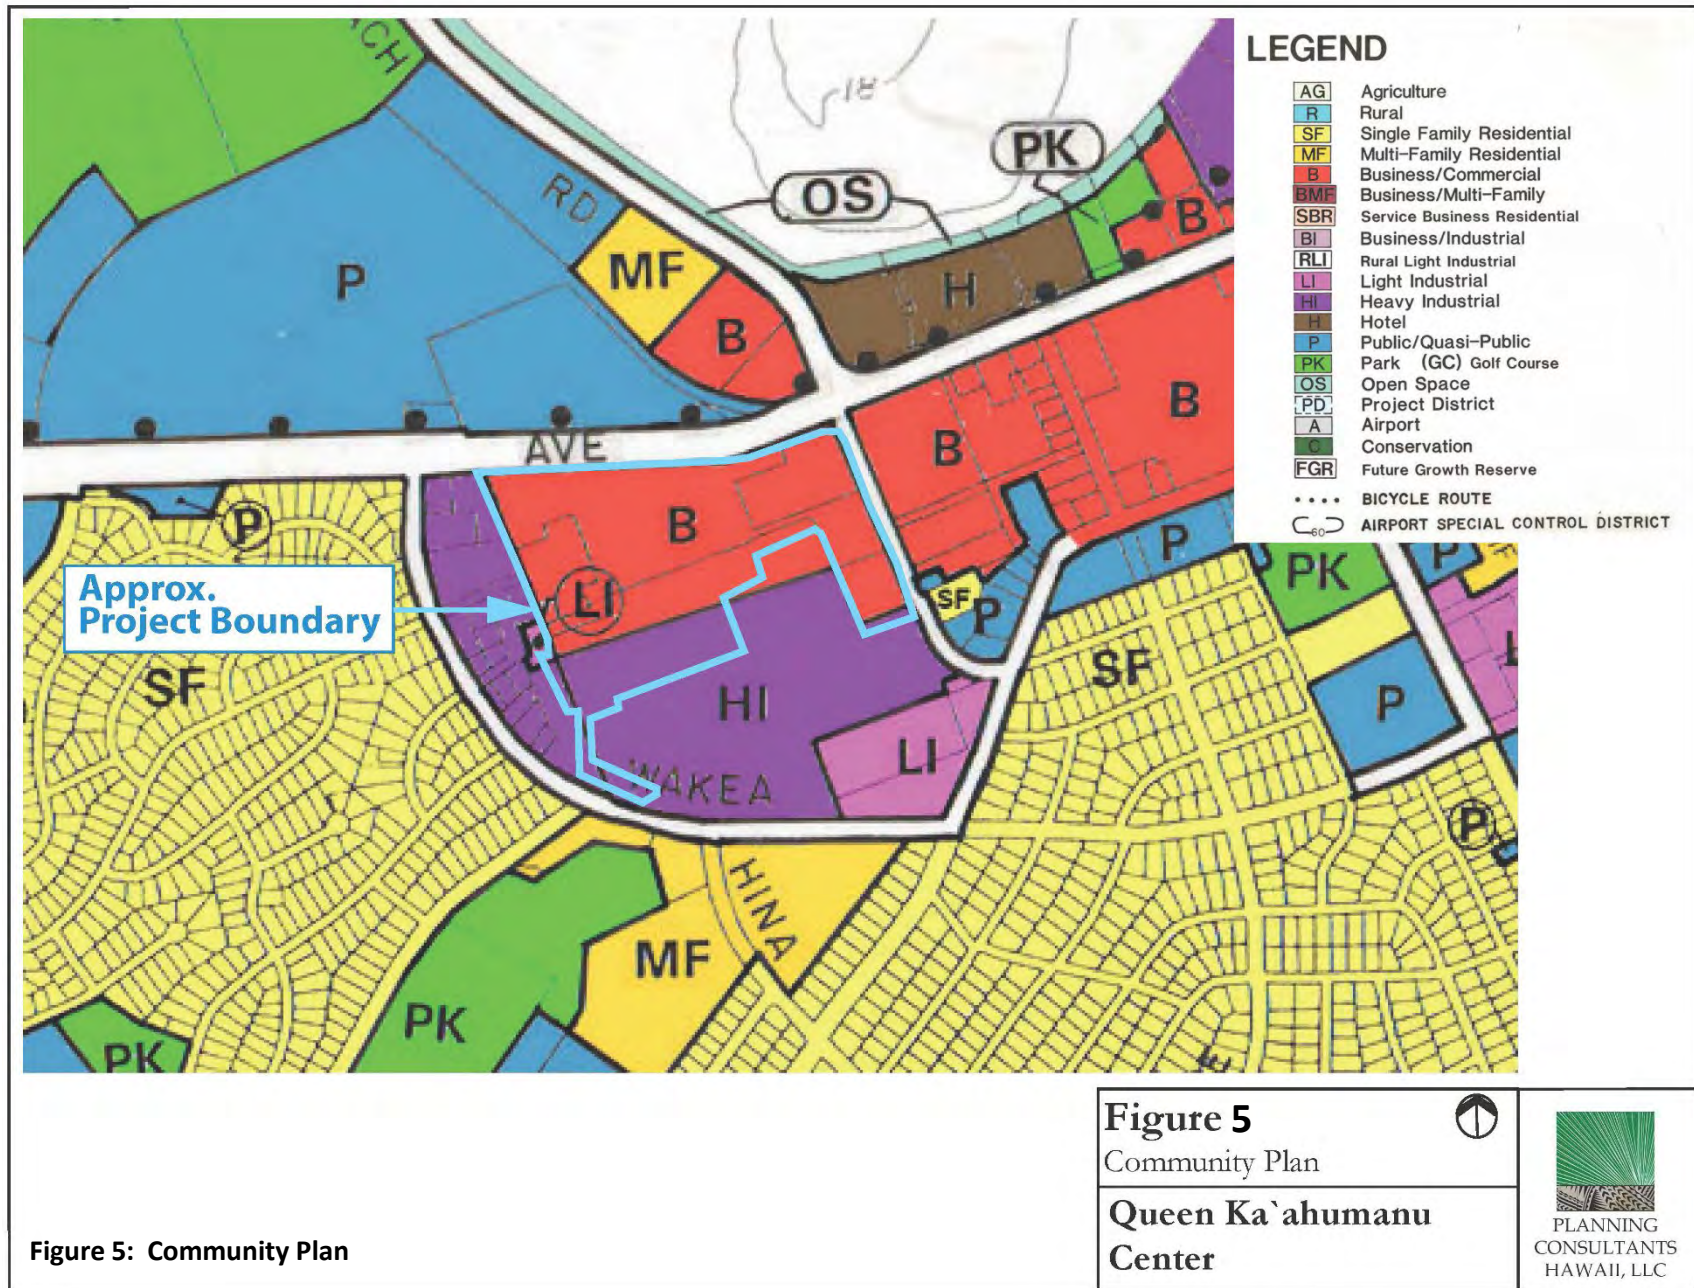 ACH
18
RD
OS
PK
P
MF
B
H
B
B
B
AVE
P
B
P
P
PK
LI
SF
P
Approx.
Project Boundary
SF
HI
SF
P
LI
WAKEA
P
HINA
MF
PK
PK
LEGEND
AG Agriculture
R Rural
SF Single Family Residential
MF Multi-Family Residential
B Business/Commercial
BMF Business/Multi-Family
SBR Service Business Residential
BI Business/Industrial
RLI Rural Light Industrial
LI Light Industrial
HI Heavy Industrial
H Hotel
P Public/Quasi-Public
PK Park (GC) Golf Course
OS Open Space
PD Project District
A Airport
C Conservation
FGR Future Growth Reserve
BICYCLE ROUTE
60 AIRPORT SPECIAL CONTROL DISTRICT
Figure 5
Community Plan
Queen Ka`ahumanu
Center
PLANNING
CONSULTANTS
HAWAII, LLC
Figure 5: Community Plan